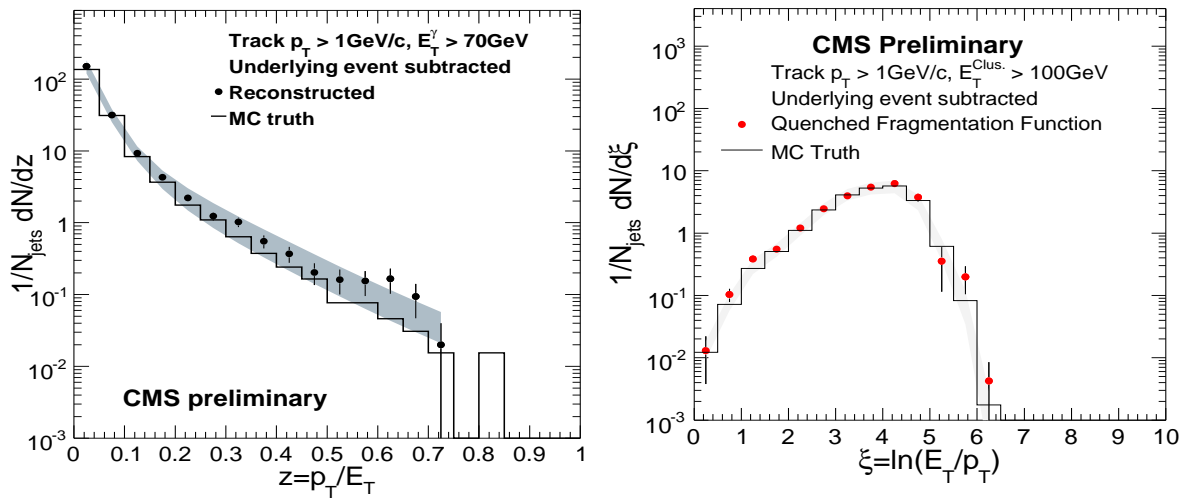 Track p_T > 1GeV/c, E_T^γ > 70GeV
Underlying event subtracted
Reconstructed
MC truth
CMS preliminary
1/N_jets dN/dz
10^2
10
1
10^-1
10^-2
10^-3
0 0.1 0.2 0.3 0.4 0.5 0.6 0.7 0.8 0.9 1
z=p_T/E_T
CMS Preliminary
Track p_T > 1GeV/c, E_T^Clus. > 100GeV
Underlying event subtracted
Quenched Fragmentation Function
MC Truth
1/N_jets dN/dξ
10^3
10^2
10
1
10^-1
10^-2
10^-3
0 1 2 3 4 5 6 7 8 9 10
ξ=ln(E_T/p_T)